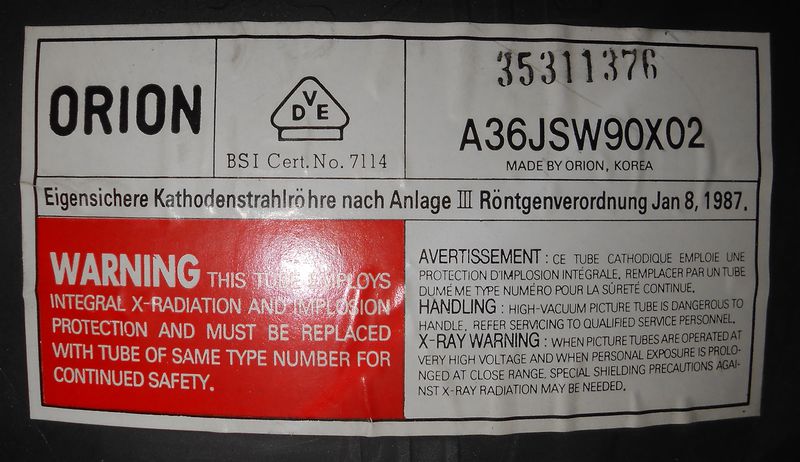 ORION
VDE
BSI Cert. No. 7114
35311376
A36JSW90X02
MADE BY ORION, KOREA
Eigensichere Kathodenstrahlröhre nach Anlage III Röntgenverordnung Jan 8, 1987.
WARNING THIS TUBE EMPLOYS
INTEGRAL X-RADIATION AND IMPLOSION
PROTECTION AND MUST BE REPLACED
WITH TUBE OF SAME TYPE NUMBER FOR
CONTINUED SAFETY.
AVERTISSEMENT : CE TUBE CATHODIQUE EMPLOIE UNE
PROTECTION D'IMPLOSION INTÉGRALE, REMPLACER PAR UN TUBE
DUMÊME TYPE NUMÉRO POUR LA SÛRETÉ CONTINUE.
HANDLING : HIGH-VACUUM PICTURE TUBE IS DANGEROUS TO
HANDLE. REFER SERVICING TO QUALIFIED SERVICE PERSONNEL.
X-RAY WARNING : WHEN PICTURE TUBES ARE OPERATED AT
VERY HIGH VOLTAGE AND WHEN PERSONAL EXPOSURE IS PROLO-
NGED AT CLOSE RANGE, SPECIAL SHIELDING PRECAUTIONS AGAI-
NST X-RAY RADIATION MAY BE NEEDED.